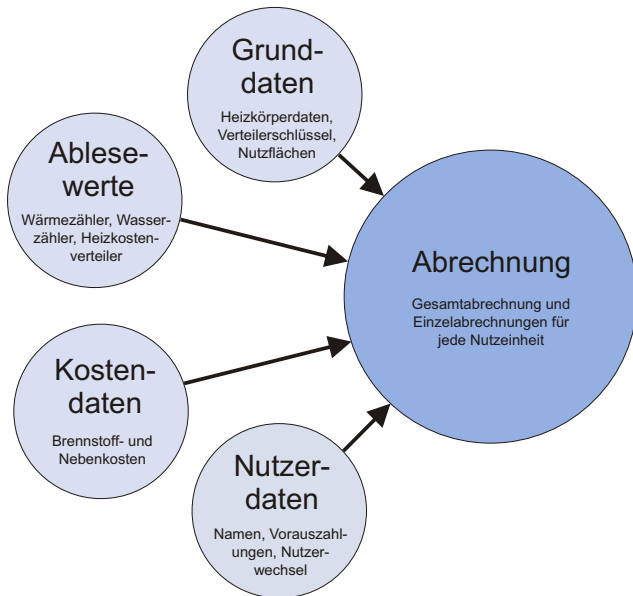 Grund-
daten
Heizkörperdaten,
Verteilerschlüssel,
Nutzflächen
Ablese-
werte
Wärmezähler, Wasser-
zähler, Heizkosten-
verteiler
Abrechnung
Gesamtabrechnung und
Einzelabrechnungen für
jede Nutzeinheit
Kosten-
daten
Brennstoff- und
Nebenkosten
Nutzer-
daten
Namen, Vorauszahl-
ungen, Nutzer-
wechsel